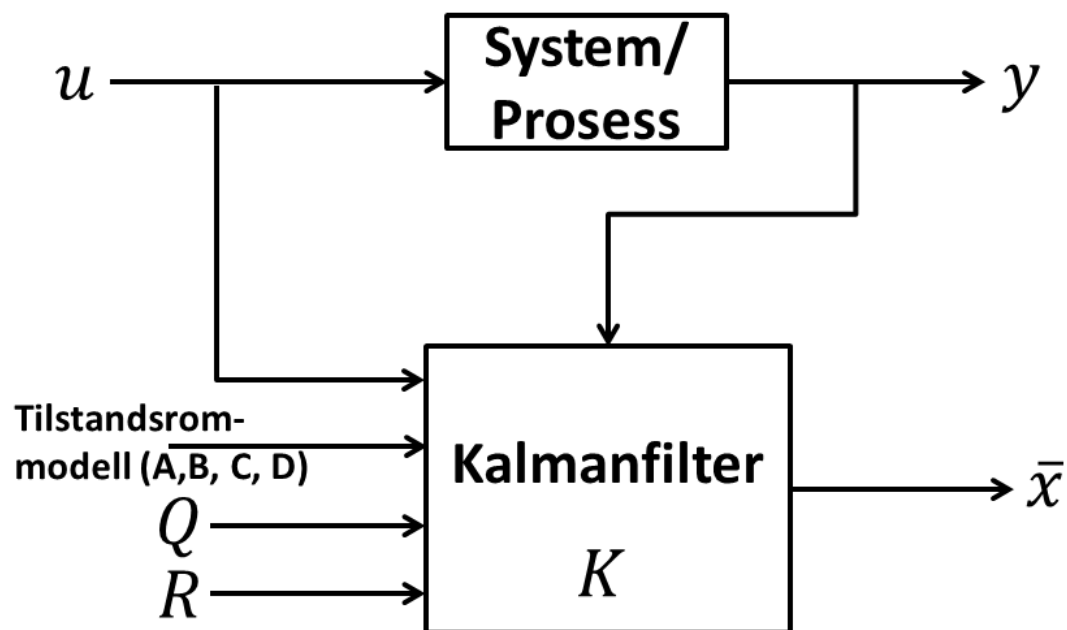 u
System/
Prosess
y
Tilstandsrom-
modell (A,B, C, D)
Q
R
Kalmanfilter
K
x̄